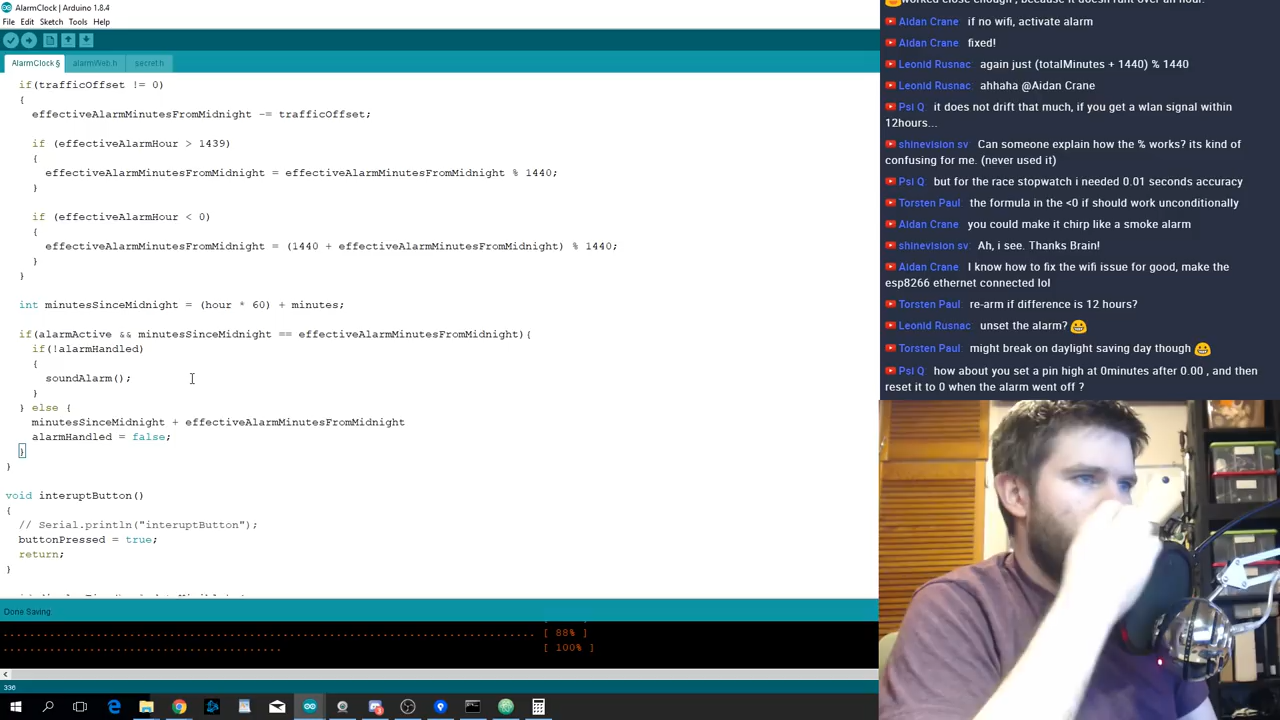 AlarmClock | Arduino 1.8.4
File Edit Sketch Tools Help
AlarmClock § alarmWeb.h secret.h
if(trafficOffset != 0)
{
effectiveAlarmMinutesFromMidnight -= trafficOffset;
if (effectiveAlarmHour > 1439)
{
effectiveAlarmMinutesFromMidnight = effectiveAlarmMinutesFromMidnight % 1440;
}
if (effectiveAlarmHour < 0)
{
effectiveAlarmMinutesFromMidnight = (1440 + effectiveAlarmMinutesFromMidnight) % 1440;
}
}
int minutesSinceMidnight = (hour * 60) + minutes;
if(alarmActive && minutesSinceMidnight == effectiveAlarmMinutesFromMidnight){
if(!alarmHandled)
{
soundAlarm();
}
} else {
minutesSinceMidnight + effectiveAlarmMinutesFromMidnight
alarmHandled = false;
}
}
void interuptButton()
{
// Serial.println("interuptButton");
buttonPressed = true;
return;
}
Done Saving.
[ 88% ]
[ 100% ]
336
Aidan Crane: if no wifi, activate alarm
Aidan Crane: fixed!
Leonid Rusnac: again just (totalMinutes + 1440) % 1440
Leonid Rusnac: ahhaha @Aidan Crane
Psi Q: it does not drift that much, if you get a wlan signal within
12hours...
shinevision sv: Can someone explain how the % works? its kind of
confusing for me. (never used it)
Psi Q: but for the race stopwatch i needed 0.01 seconds accuracy
Torsten Paul: the formula in the <0 if should work unconditionally
Aidan Crane: you could make it chirp like a smoke alarm
shinevision sv: Ah, i see. Thanks Brain!
Aidan Crane: I know how to fix the wifi issue for good, make the
esp8266 ethernet connected lol
Torsten Paul: re-arm if difference is 12 hours?
Leonid Rusnac: unset the alarm? 😁
Torsten Paul: might break on daylight saving day though 😁
Psi Q: how about you set a pin high at 0minutes after 0.00 , and then
reset it to 0 when the alarm went off ?